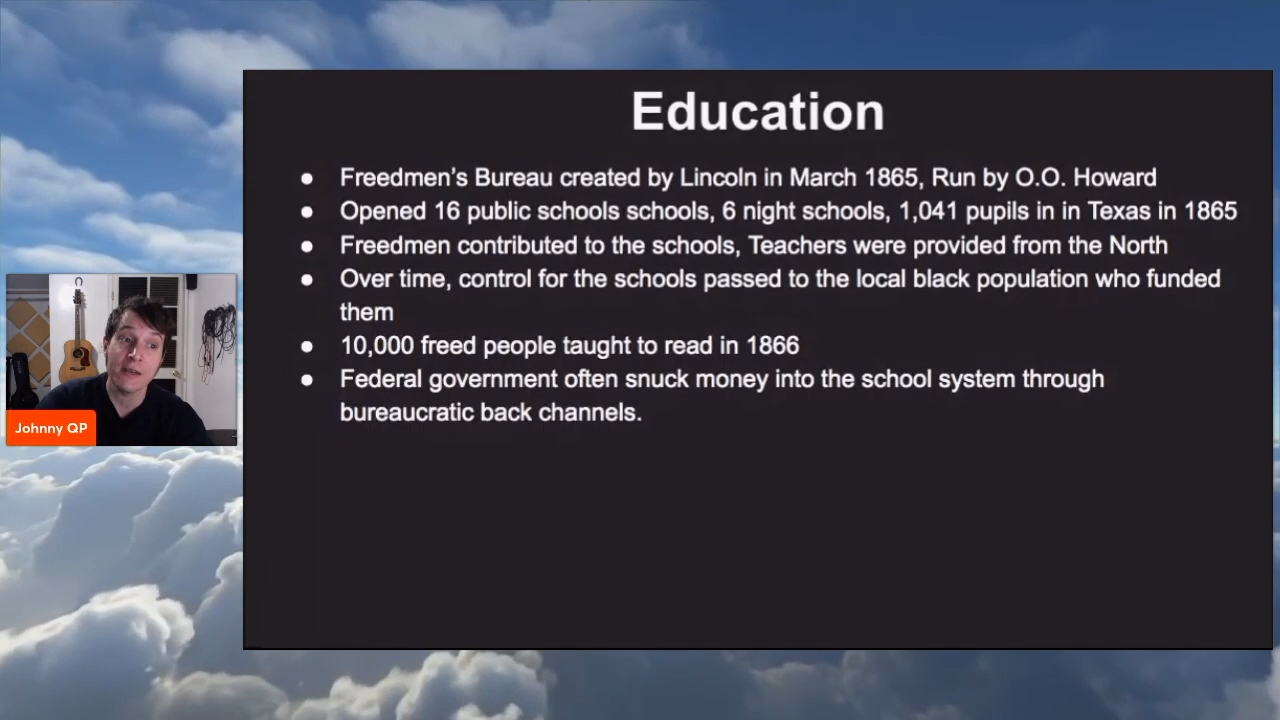 Education
● Freedmen's Bureau created by Lincoln in March 1865, Run by O.O. Howard
● Opened 16 public schools schools, 6 night schools, 1,041 pupils in in Texas in 1865
● Freedmen contributed to the schools, Teachers were provided from the North
● Over time, control for the schools passed to the local black population who funded
them
● 10,000 freed people taught to read in 1866
● Federal government often snuck money into the school system through
bureaucratic back channels.
Johnny QP